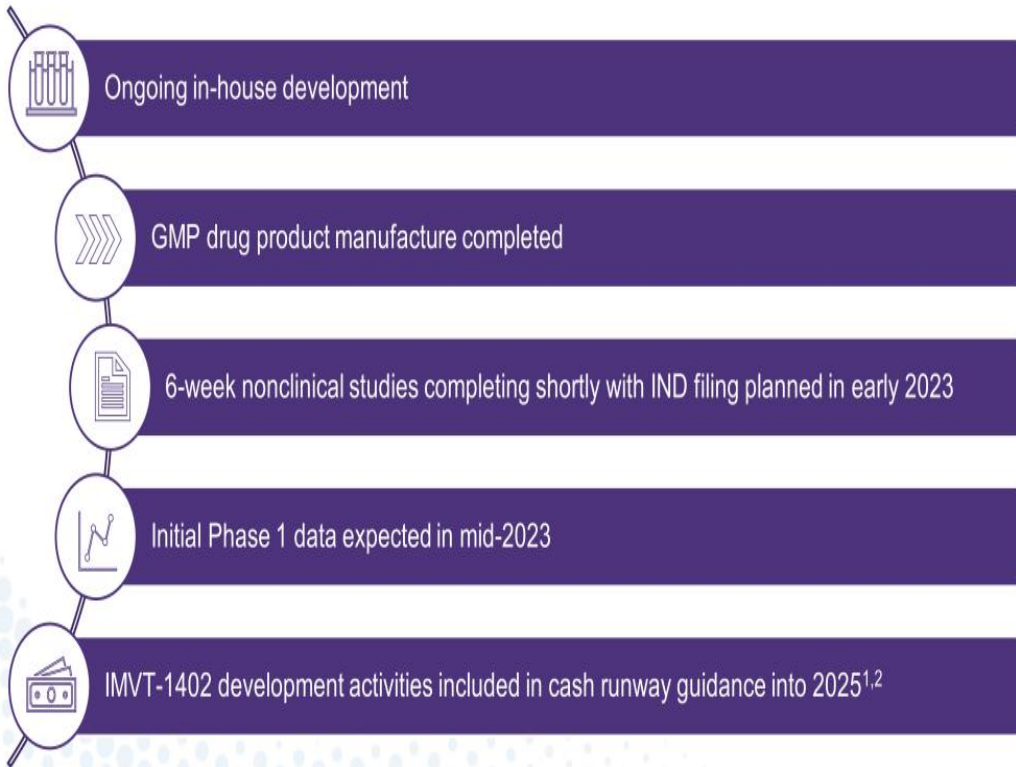 Ongoing in-house development
GMP drug product manufacture completed
6-week nonclinical studies completing shortly with IND filing planned in early 2023
Initial Phase 1 data expected in mid-2023
IMVT-1402 development activities included in cash runway guidance into 2025¹,²